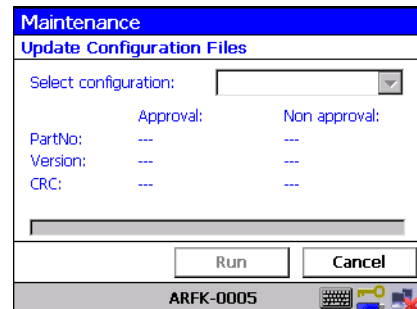 Maintenance
Update Configuration Files
Select configuration:
Approval: Non approval:
PartNo: --- ---
Version: --- ---
CRC: --- ---
Run Cancel
ARFK-0005